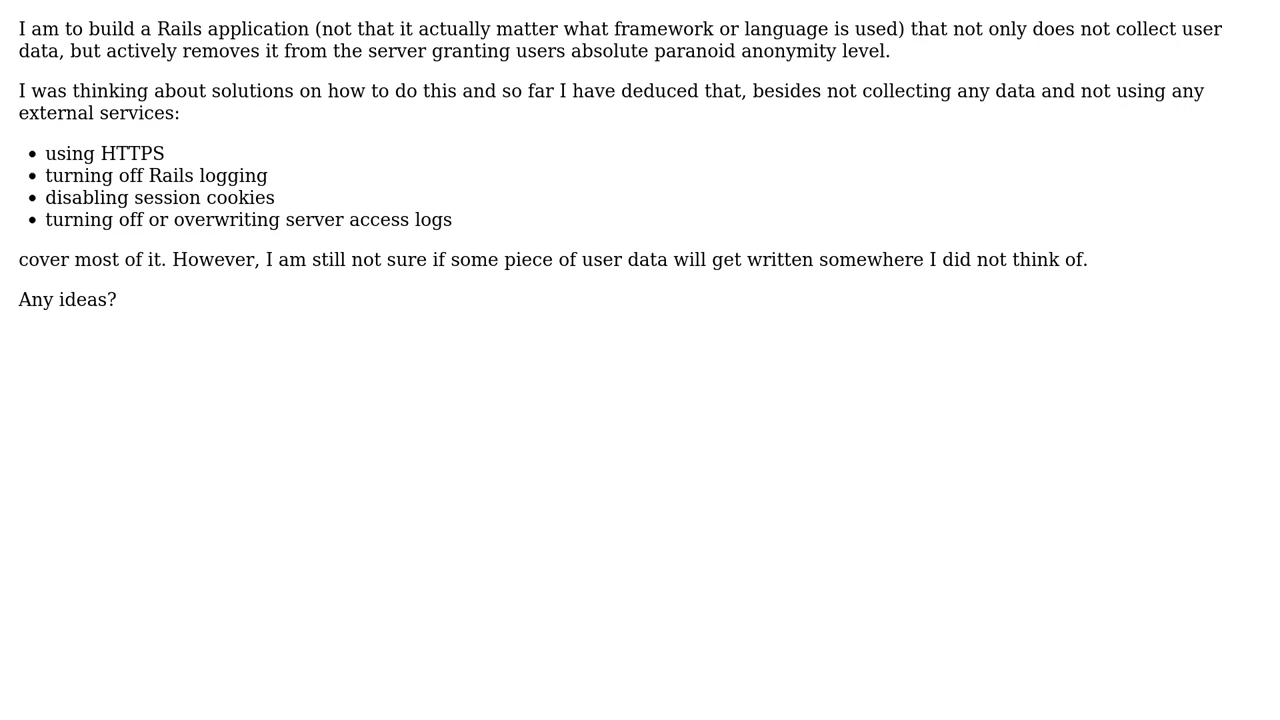 I am to build a Rails application (not that it actually matter what framework or language is used) that not only does not collect user
data, but actively removes it from the server granting users absolute paranoid anonymity level.
I was thinking about solutions on how to do this and so far I have deduced that, besides not collecting any data and not using any
external services:
• using HTTPS
• turning off Rails logging
• disabling session cookies
• turning off or overwriting server access logs
cover most of it. However, I am still not sure if some piece of user data will get written somewhere I did not think of.
Any ideas?